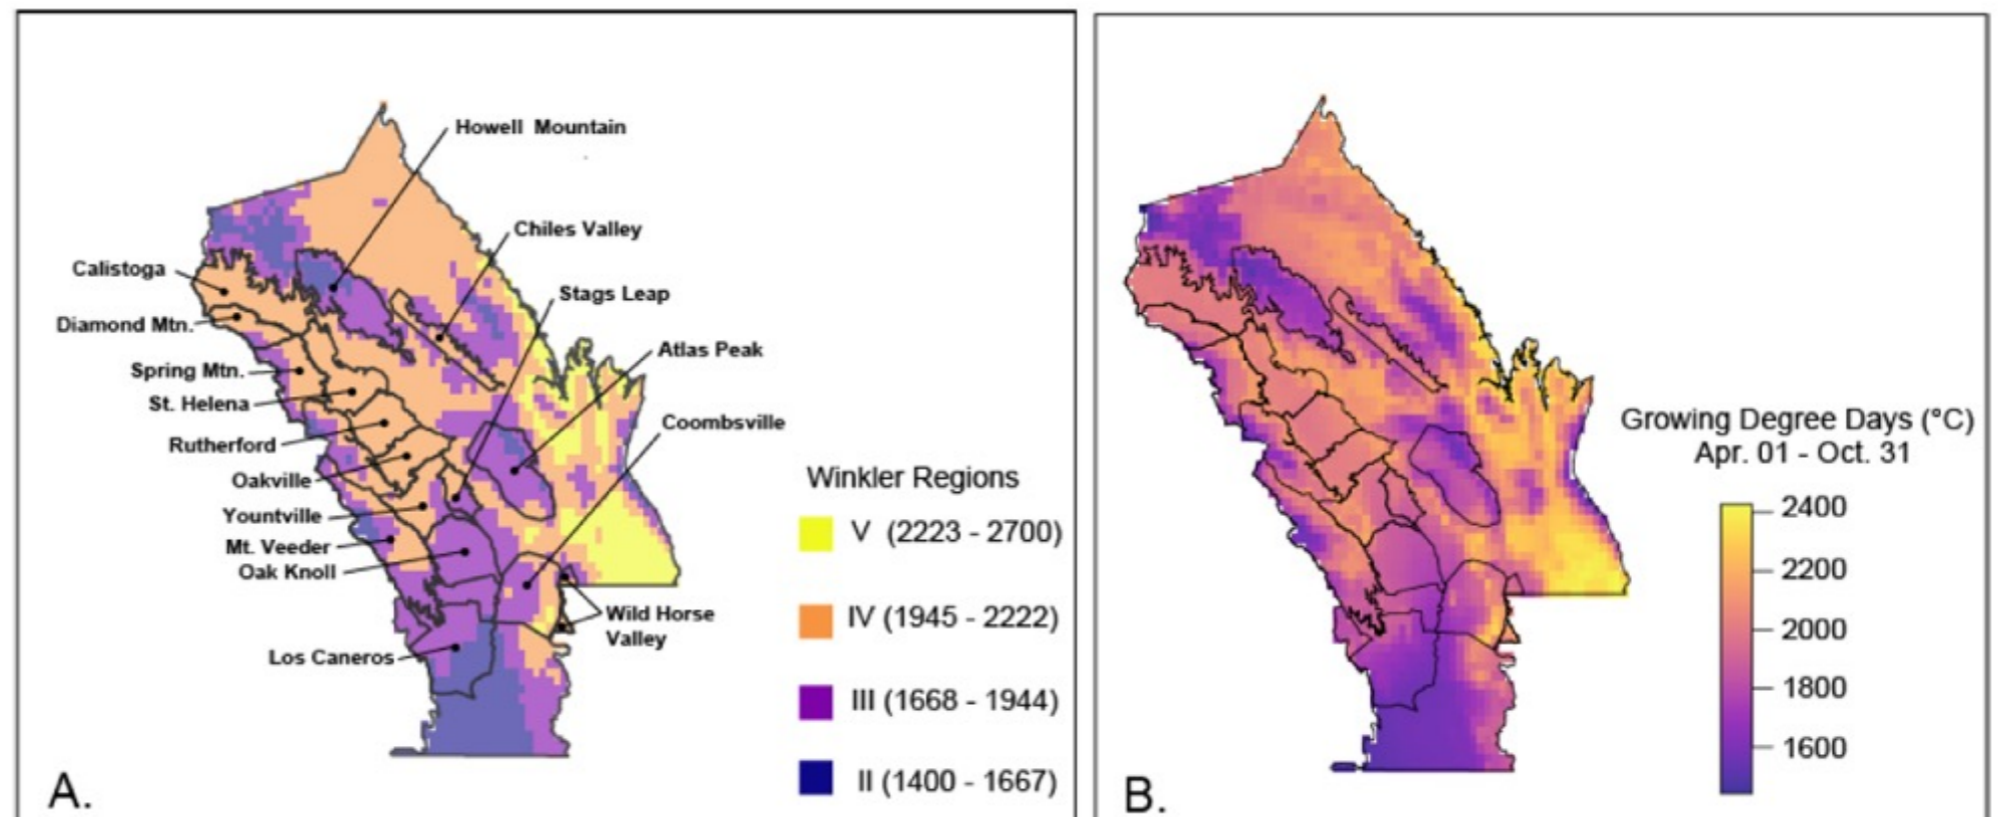 Howell Mountain
Chiles Valley
Calistoga
Stags Leap
Diamond Mtn.
Atlas Peak
Spring Mtn.
St. Helena
Coombsville
Rutherford
Oakville
Yountville
Mt. Veeder
Oak Knoll
Wild Horse
Valley
Los Caneros
Winkler Regions
V (2223 - 2700)
IV (1945 - 2222)
III (1668 - 1944)
II (1400 - 1667)
A.
Growing Degree Days (°C)
Apr. 01 - Oct. 31
2400
2200
2000
1800
1600
B.